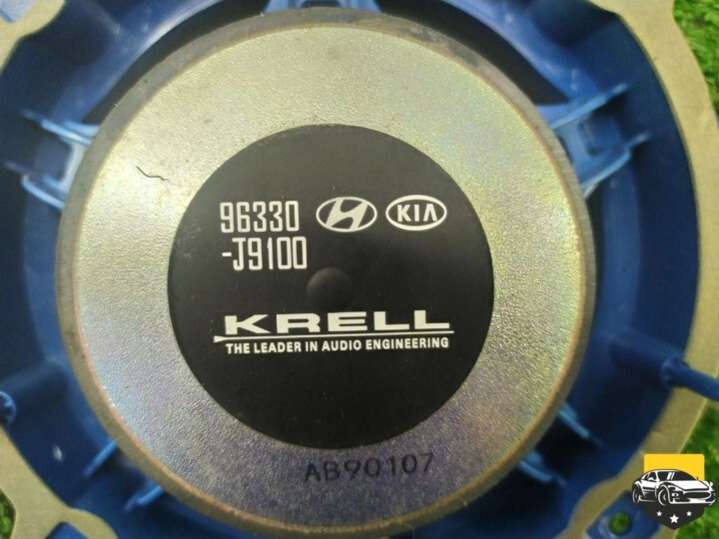 96330 KIA
-J9100
KRELL
THE LEADER IN AUDIO ENGINEERING
AB90107